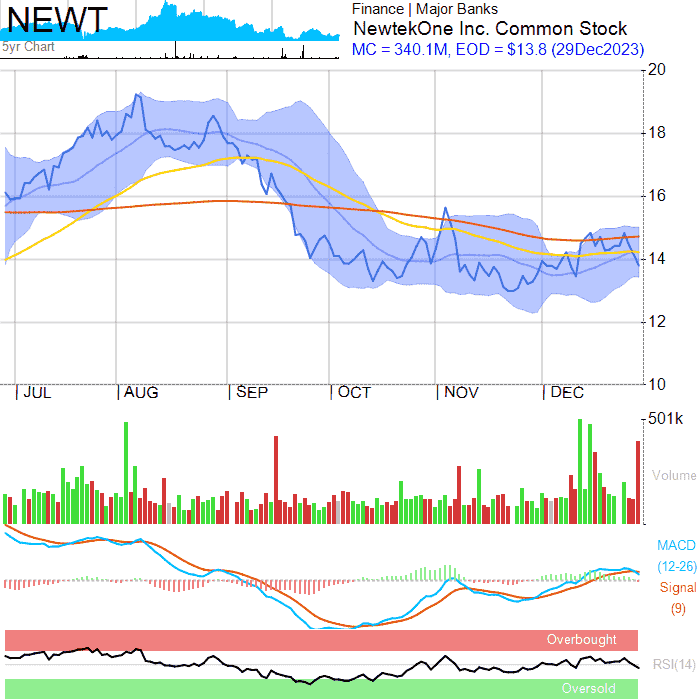 NEWT
5yr Chart
Finance | Major Banks
NewtekOne Inc. Common Stock
MC = 340.1M, EOD = $13.8 (29Dec2023)
20
18
16
14
12
10
JUL AUG SEP OCT NOV DEC
501k
Volume
MACD
(12-26)
Signal
(9)
Overbought
RSI(14)
Oversold